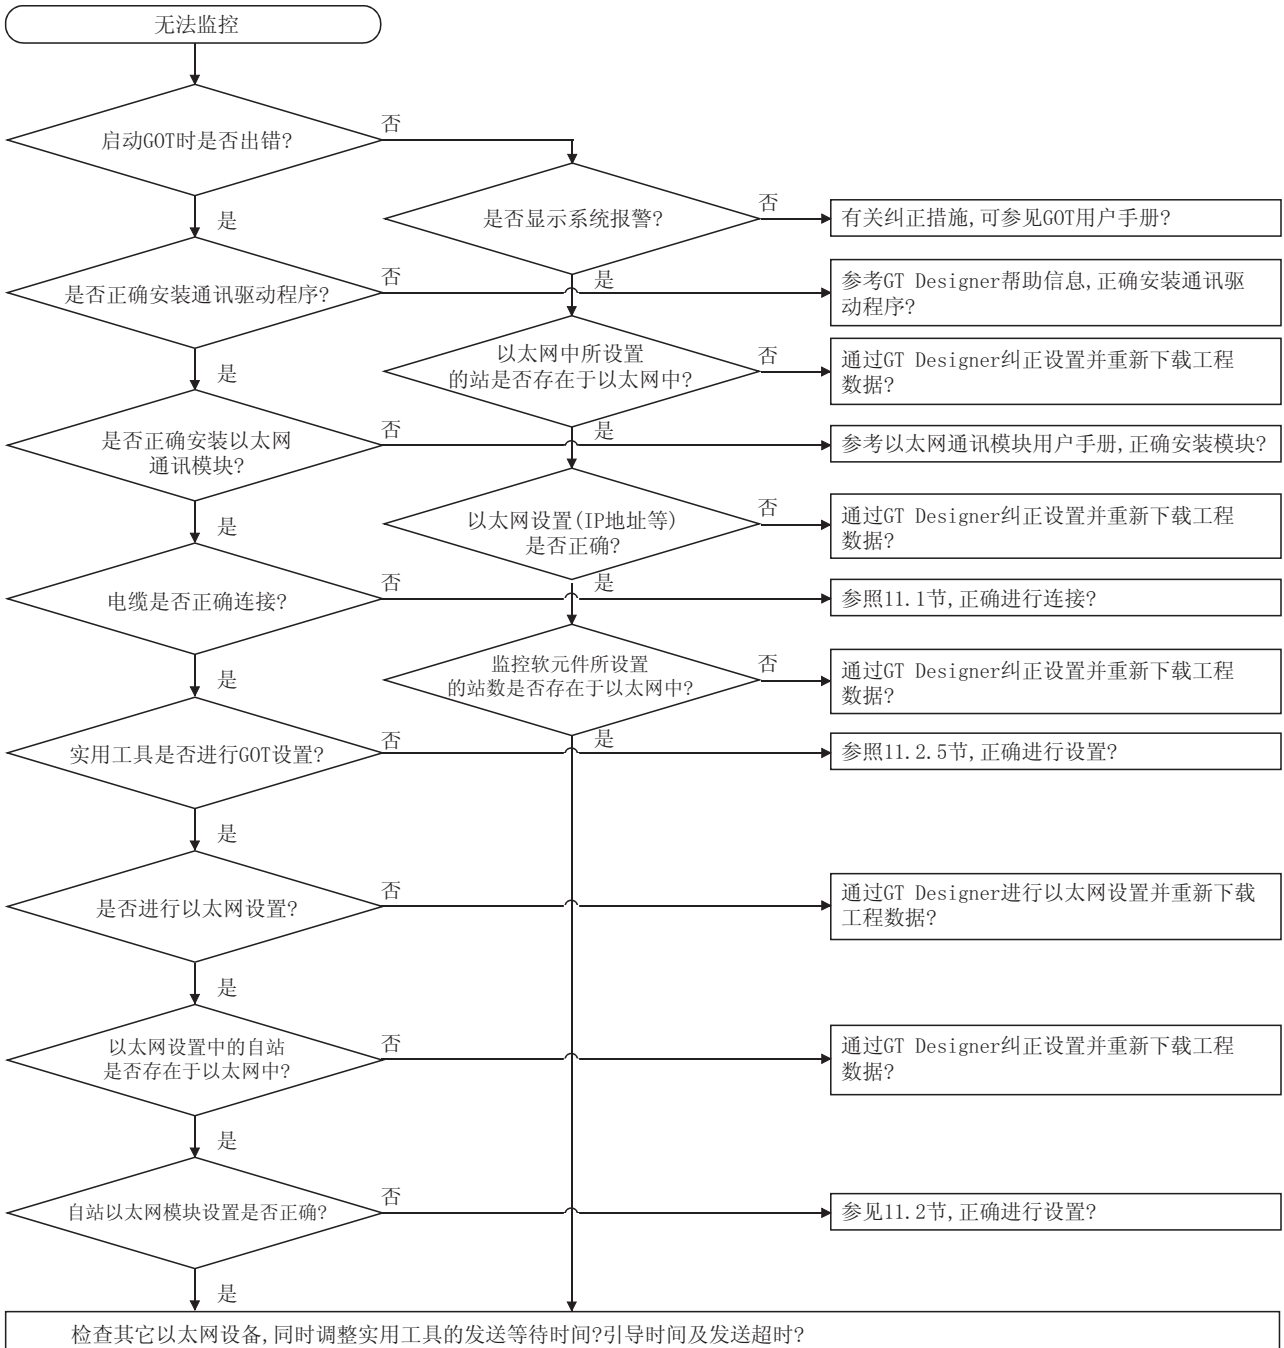 无法监控
启动GOT时是否出错?
否
是否显示系统报警?
否
有关纠正措施,可参见GOT用户手册?
是
是
是否正确安装通讯驱动程序?
否
参考GT Designer帮助信息,正确安装通讯驱
动程序?
以太网中所设置
的站是否存在于以太网中?
否
通过GT Designer纠正设置并重新下载工程
数据?
是
是
是否正确安装以太网
通讯模块?
否
参考以太网通讯模块用户手册,正确安装模块?
以太网设置(IP地址等)
是否正确?
否
通过GT Designer纠正设置并重新下载工程
数据?
是
是
电缆是否正确连接?
否
参照11.1节,正确进行连接?
监控软元件所设置
的站数是否存在于以太网中?
否
通过GT Designer纠正设置并重新下载工程
数据?
是
是
实用工具是否进行GOT设置?
否
参照11.2.5节,正确进行设置?
是
是否进行以太网设置?
否
通过GT Designer进行以太网设置并重新下载
工程数据?
是
以太网设置中的自站
是否存在于以太网中?
否
通过GT Designer纠正设置并重新下载工程
数据?
是
自站以太网模块设置是否正确?
否
参见11.2节,正确进行设置?
是
检查其它以太网设备,同时调整实用工具的发送等待时间?引导时间及发送超时?